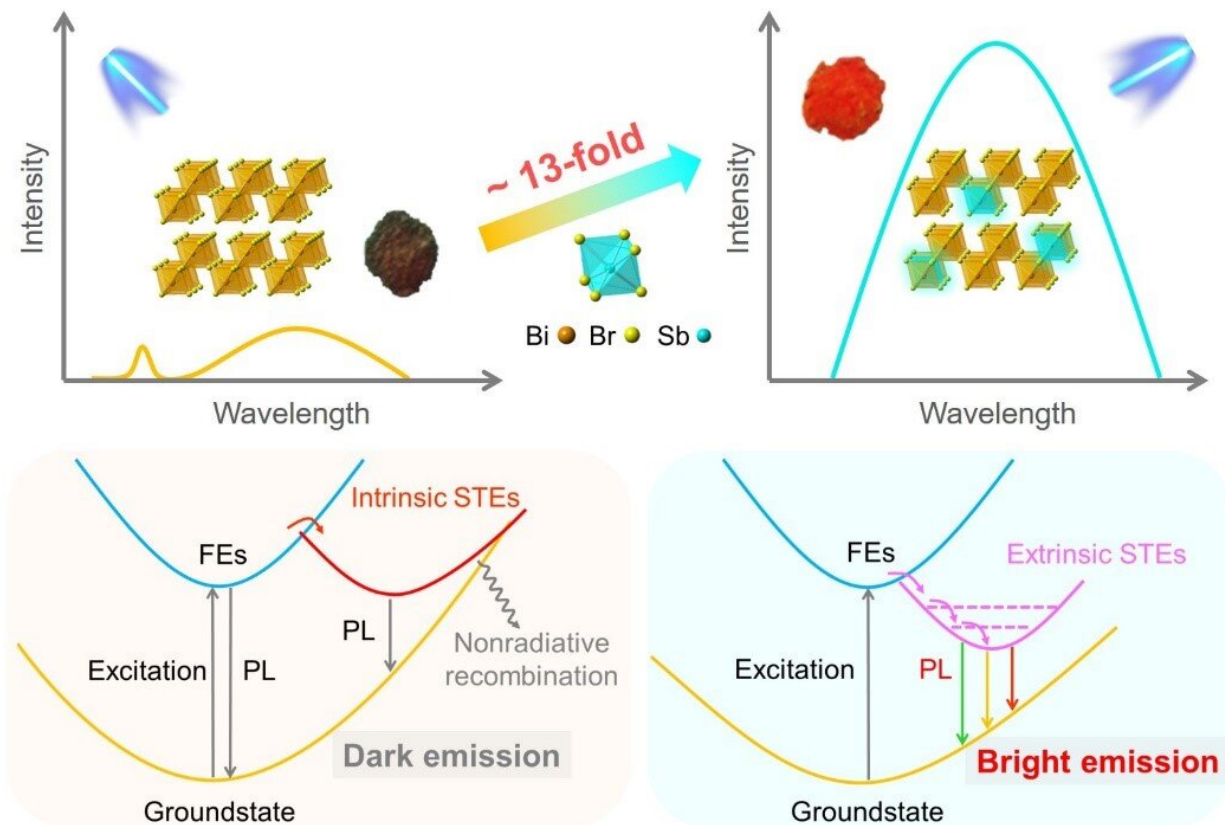 Intensity
Wavelength
~ 13-fold
Bi Br Sb
Intensity
Wavelength
Intrinsic STEs
FEs
PL
Excitation
PL
Nonradiative
recombination
Dark emission
Groundstate
FEs
Extrinsic STEs
Excitation
PL
Bright emission
Groundstate